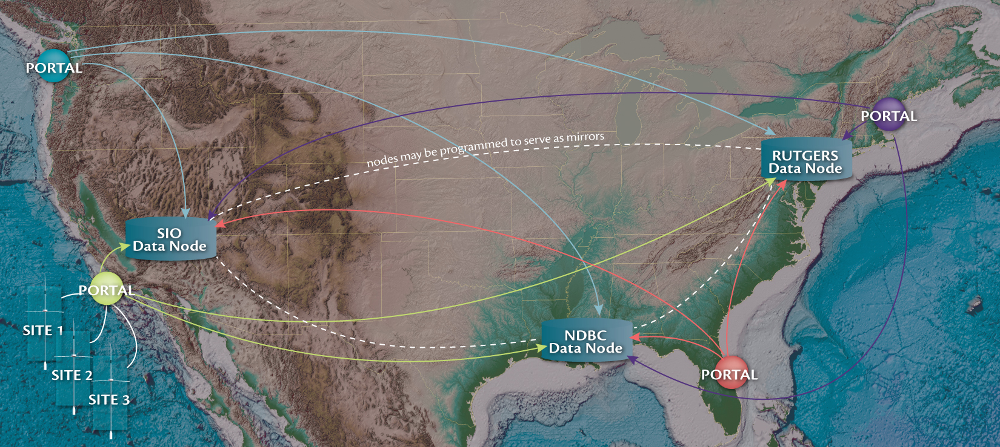 PORTAL
PORTAL
nodes may be programmed to serve as mirrors
RUTGERS
Data Node
SIO
Data Node
PORTAL
SITE 1
NDBC
Data Node
SITE 2
PORTAL
SITE 3